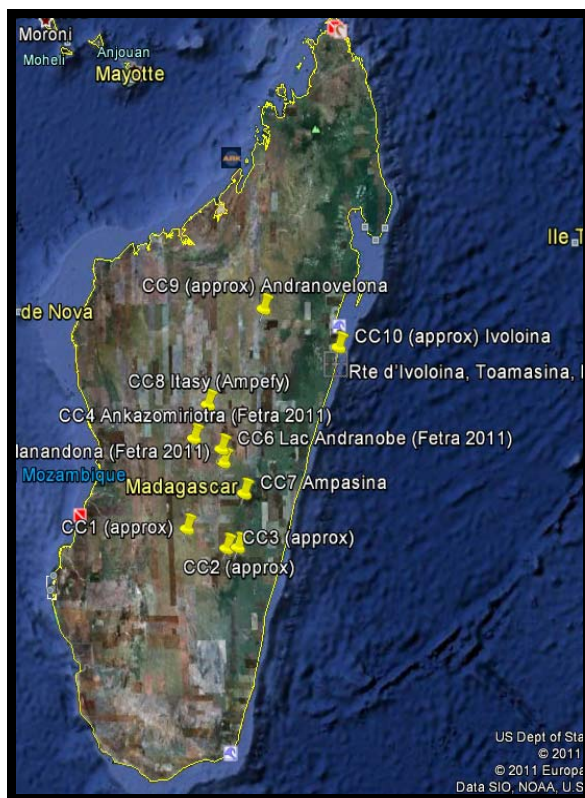 Moroni
Moheli
Anjouan
Mayotte
Ile T
CC9 (approx) Andranovelona
de Nova
CC10 (approx) Ivoloina
Rte d'Ivoloina, Toamasina, I
CC8 Itasy (Ampefy)
CC4 Ankazomiriotra (Fetra 2011)
CC6 Lac Andranobe (Fetra 2011)
Manandona (Fetra 2011)
Mozambique
Madagascar
CC7 Ampasina
CC1 (approx)
CC3 (approx)
CC2 (approx)
US Dept of Sta
© 2011
© 2011 Europa
Data SIO, NOAA, U.S